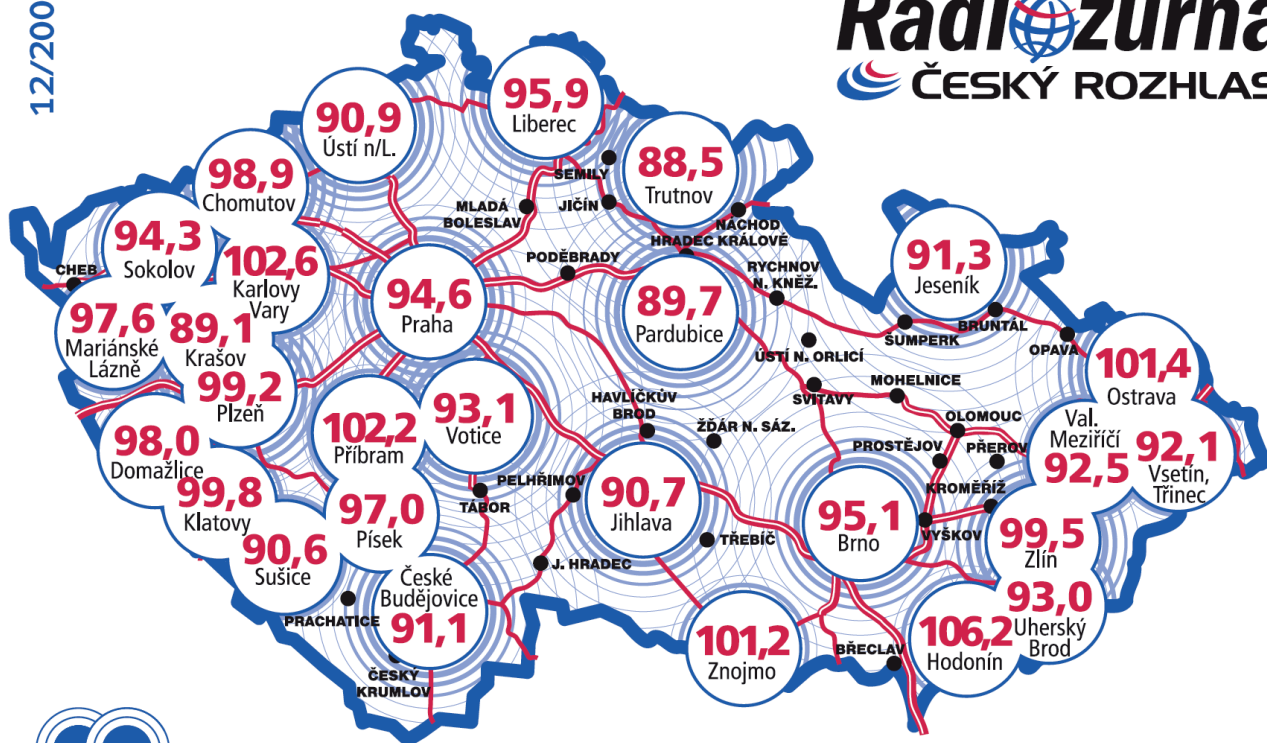 12/200
Radi žurná
ČESKÝ ROZHLAS
95,9
Liberec
90,9
Ústí n/L.
98,9
Chomutov
88,5
Trutnov
SEMILY
MLADÁ
BOLESLAV
JIČÍN
NÁCHOD
HRADEC KRÁLOVÉ
94,3
Sokolov
CHEB
102,6
Karlovy
Vary
PODĚBRADY
RYCHNOV
N. KNĚŽ.
91,3
Jeseník
94,6
Praha
89,7
Pardubice
97,6
Mariánské
Lázně
89,1
Krašov
BRUNTÁL
ŠUMPERK
OPAVA
ÚSTÍ N. ORLICÍ
99,2
Plzeň
101,4
Ostrava
MOHELNICE
SVITAVY
HAVLÍČKŮV
BROD
93,1
Votice
102,2
Příbram
ŽĎÁR N. SÁZ.
OLOMOUC
PROSTĚJOV
PŘEROV
Val.
Meziříčí
92,5
92,1
Vsetín,
Třinec
98,0
Domažlice
99,8
Klatovy
97,0
Písek
PELHŘIMOV
TÁBOR
90,7
Jihlava
KROMĚŘÍŽ
95,1
Brno
VYŠKOV
99,5
Zlín
TŘEBÍČ
90,6
Sušice
J. HRADEC
České
Budějovice
91,1
PRACHATICE
93,0
Uherský
Brod
106,2
Hodonín
101,2
Znojmo
BŘECLAV
ČESKÝ
KRUMLOV